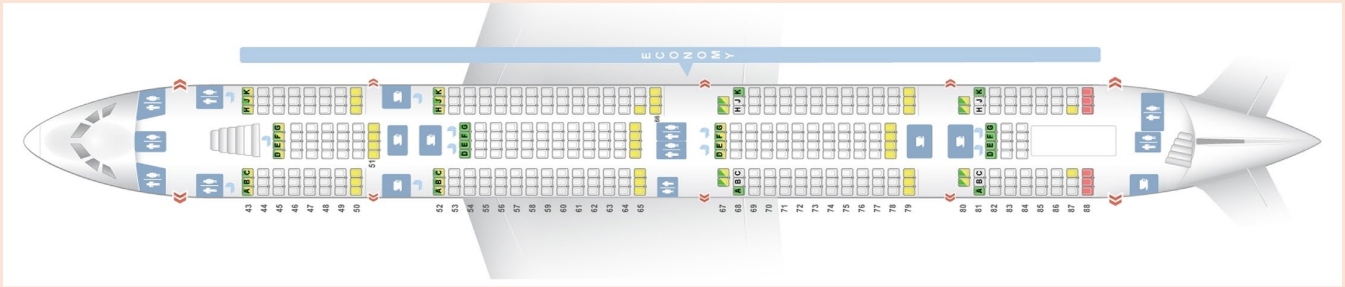 ECONOMY
H J K
H J K
H J K
H J K
66
D E F G
D E F G
D E F G
D E F G
51
A B C
A B C
A B C
A B C
43 44 45 46 47 48 49 50 52 53 54 55 56 57 58 59 60 61 62 63 64 65 67 68 69 70 71 72 73 74 75 76 77 78 79 80 81 82 83 84 85 86 87 88